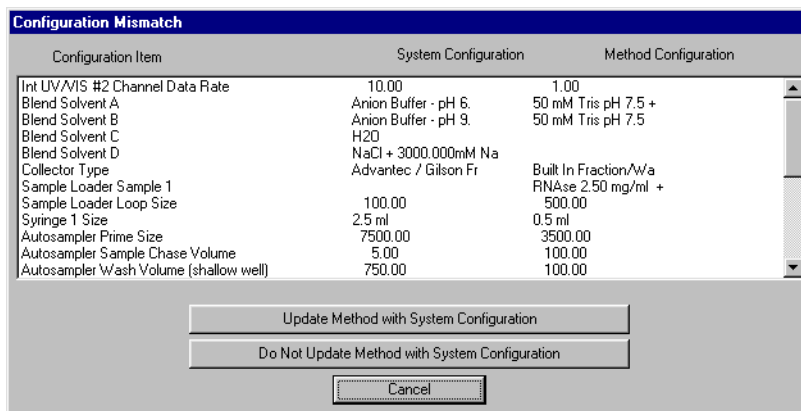 Configuration Mismatch
Configuration Item System Configuration Method Configuration
Int UV/VIS #2 Channel Data Rate 10.00 1.00
Blend Solvent A Anion Buffer - pH 6. 50 mM Tris pH 7.5 +
Blend Solvent B Anion Buffer - pH 9. 50 mM Tris pH 7.5
Blend Solvent C H2O
Blend Solvent D NaCl + 3000.000mM Na
Collector Type Advantec / Gilson Fr Built In Fraction/Wa
Sample Loader Sample 1 RNAse 2.50 mg/ml +
Sample Loader Loop Size 100.00 500.00
Syringe 1 Size 2.5 ml 0.5 ml
Autosampler Prime Size 7500.00 3500.00
Autosampler Sample Chase Volume 5.00 100.00
Autosampler Wash Volume (shallow well) 750.00 100.00
Update Method with System Configuration
Do Not Update Method with System Configuration
Cancel